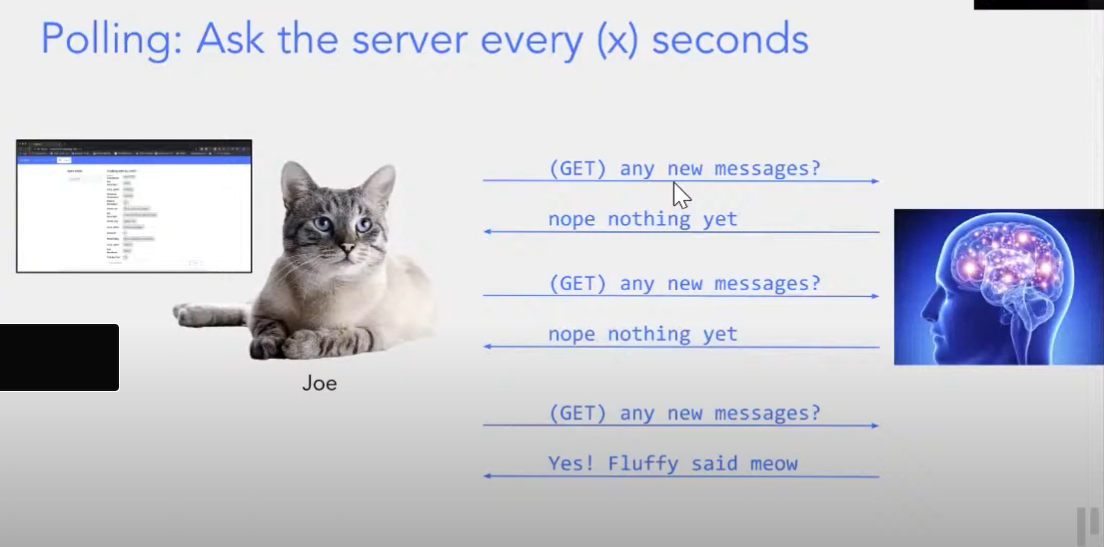 Polling: Ask the server every (x) seconds
(GET) any new messages?
nope nothing yet
(GET) any new messages?
nope nothing yet
Joe
(GET) any new messages?
Yes! Fluffy said meow